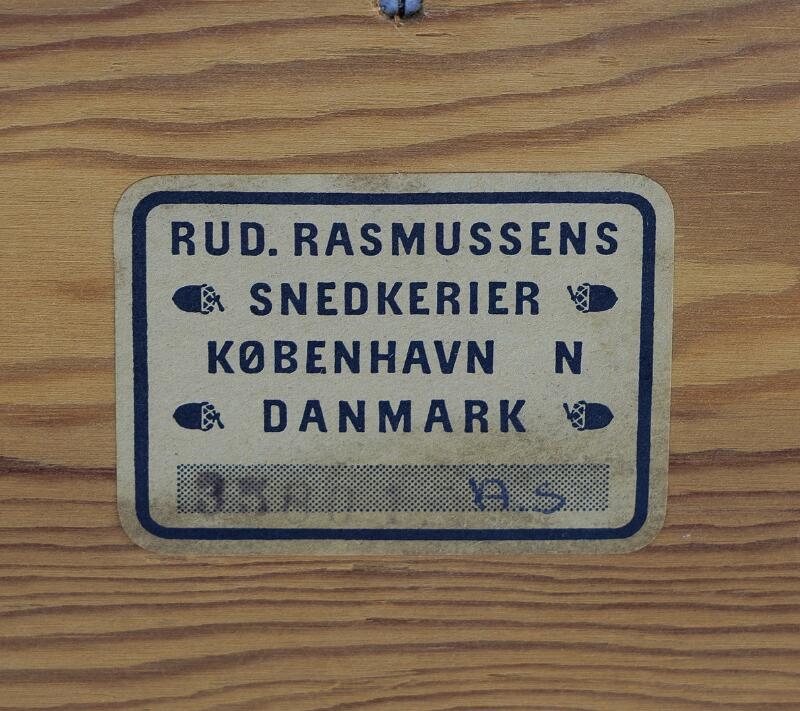 RUD. RASMUSSENS
SNEDKERIER
KØBENHAVN N
DANMARK
A.S